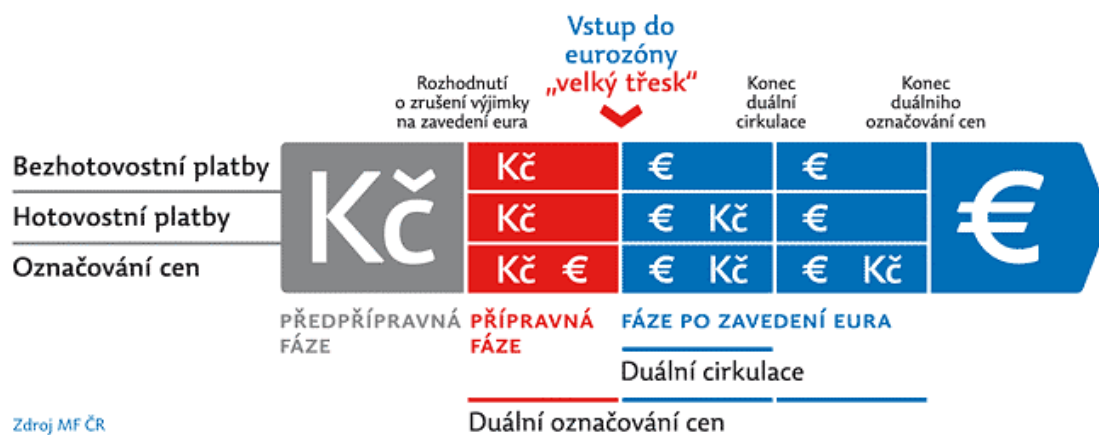 Vstup do
eurozóny
„velký třesk“
Rozhodnutí
o zrušení výjimky
na zavedení eura
Konec
duální
cirkulace
Konec
duálniho
označování cen
Bezhotovostní platby
Kč
€
€
Hotovostní platby
Kč
Kč
€ Kč
€
€
Označování cen
Kč €
€ Kč
€ Kč
PŘEDPŘÍPRAVNÁ
FÁZE
PŘÍPRAVNÁ
FÁZE
FÁZE PO ZAVEDENÍ EURA
Duální cirkulace
Duální označování cen
Zdroj MF ČR